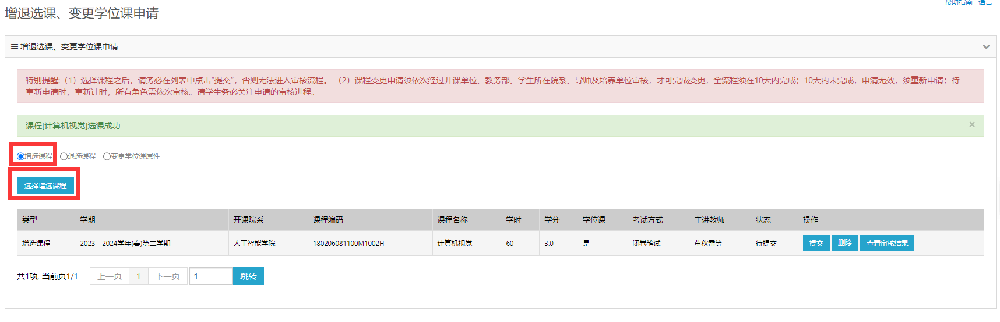 帮助指南 语言
增退选课、变更学位课申请
增退选课、变更学位课申请
特别提醒:（1）选择课程之后，请务必在列表中点击“提交”，否则无法进入审核流程。 （2）课程变更申请须依次经过开课单位、教务部、学生所在院系、导师及培养单位审核，才可完成变更，全流程须在10天内完成；10天内未完成，申请无效，须重新申请；待
重新申请时，重新计时，所有角色需依次审核。请学生务必关注申请的审核进程。
课程[计算机视觉]选课成功 ×
增选课程 退选课程 变更学位课属性
选择增选课程
类型 学期 开课院系 课程编码 课程名称 学时 学分 学位课 考试方式 主讲教师 状态 操作
增选课程 2023—2024学年(春)第二学期 人工智能学院 180206081100M1002H 计算机视觉 60 3.0 是 闭卷笔试 董秋雷等 待提交 提交 删除 查看审核结果
共1项, 当前页1/1 上一页 1 下一页 1 跳转